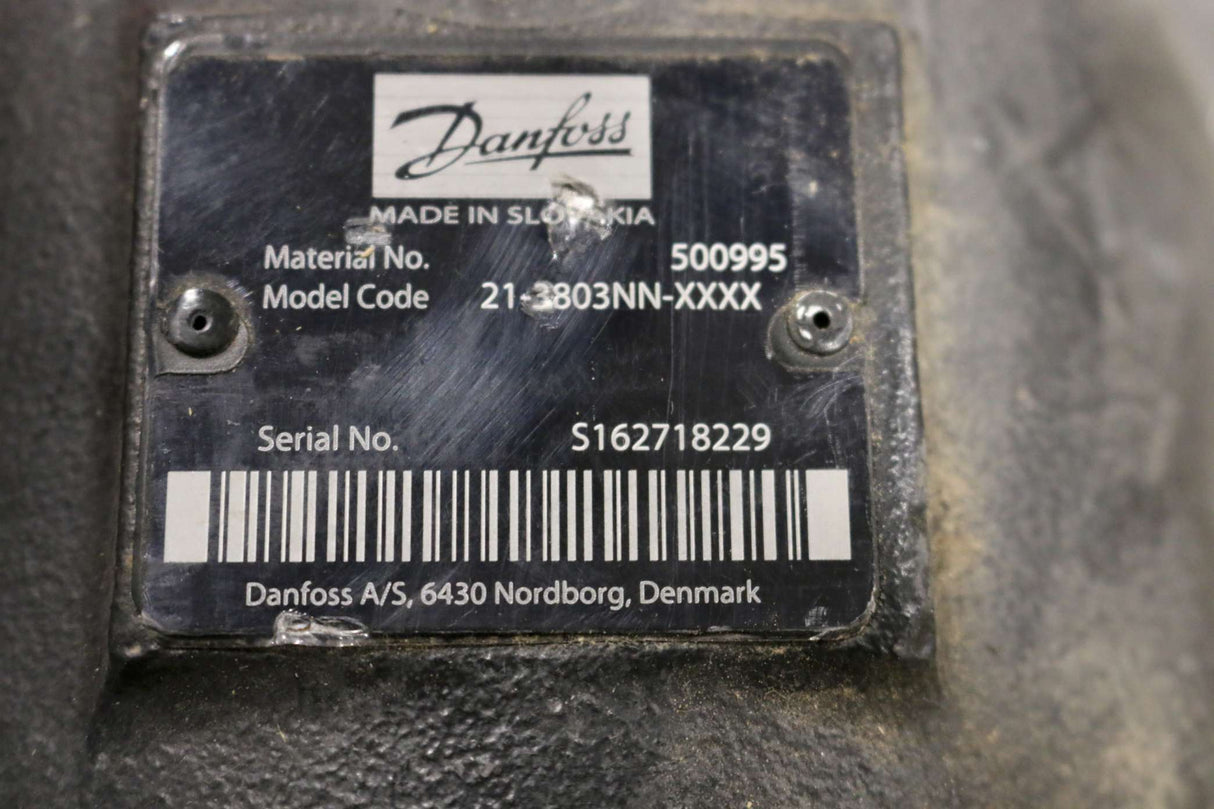 Danfoss
MADE IN SLOVAKIA
Material No. 500995
Model Code 21-3803NN-XXXX
Serial No. S162718229
Danfoss A/S, 6430 Nordborg, Denmark